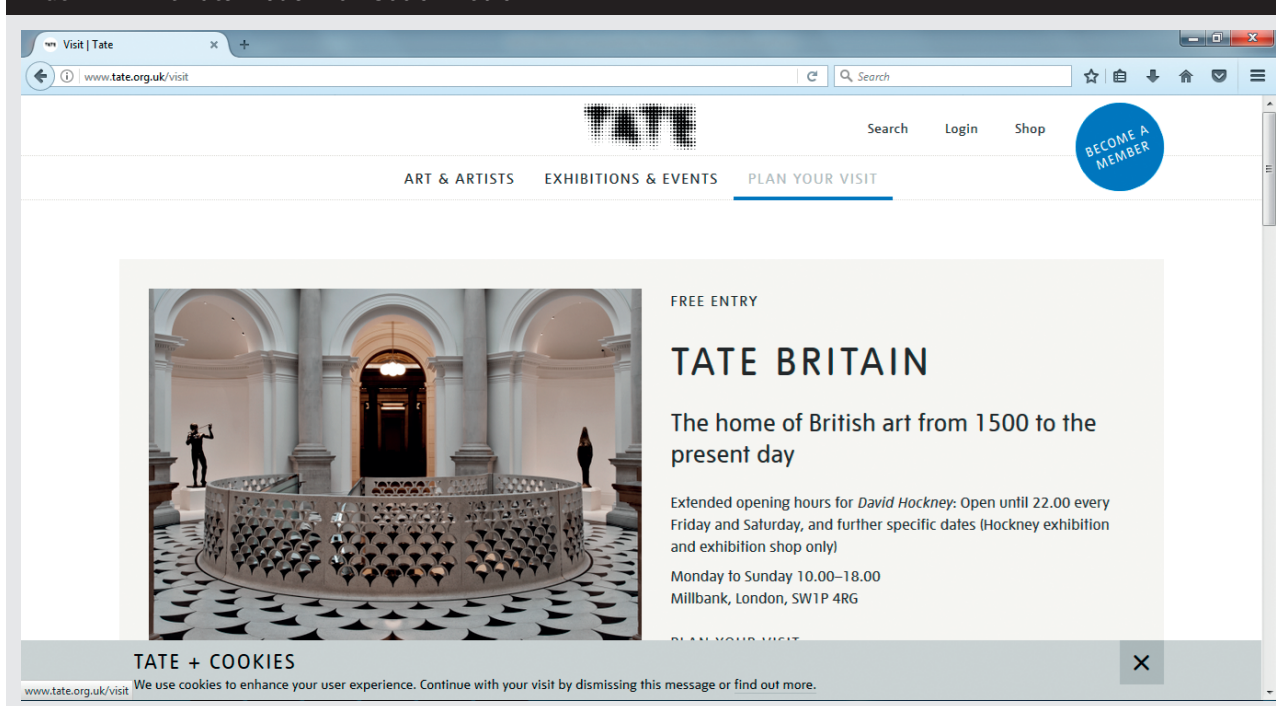 Visit | Tate
www.tate.org.uk/visit
Search
TATE
Search Login Shop
BECOME A
MEMBER
ART & ARTISTS EXHIBITIONS & EVENTS PLAN YOUR VISIT
FREE ENTRY
TATE BRITAIN
The home of British art from 1500 to the
present day
Extended opening hours for David Hockney: Open until 22.00 every
Friday and Saturday, and further specific dates (Hockney exhibition
and exhibition shop only)
Monday to Sunday 10.00–18.00
Millbank, London, SW1P 4RG
PLAN YOUR VISIT
TATE + COOKIES
We use cookies to enhance your user experience. Continue with your visit by dismissing this message or find out more.
www.tate.org.uk/visit